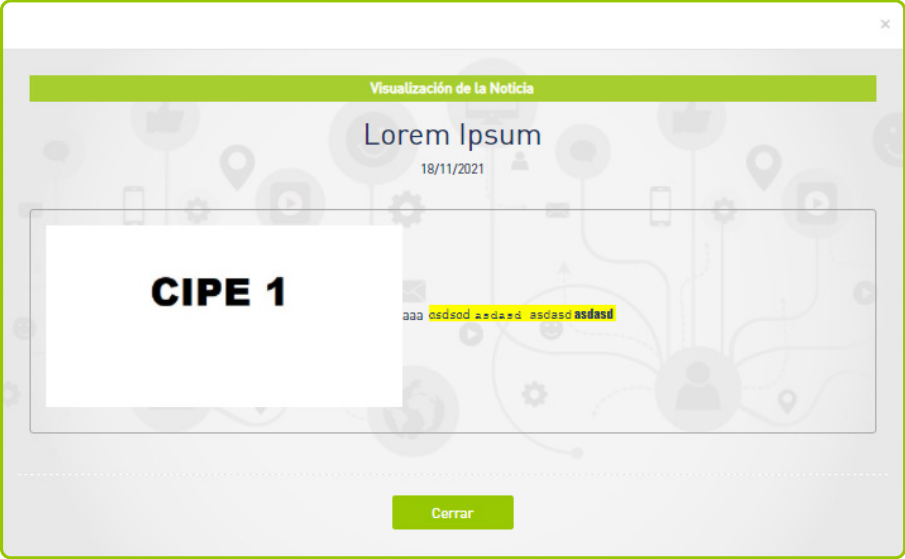 ×
Visualización de la Noticia
Lorem Ipsum
18/11/2021
CIPE 1
aaa asdsad asdasd asdasd asdasd
Cerrar